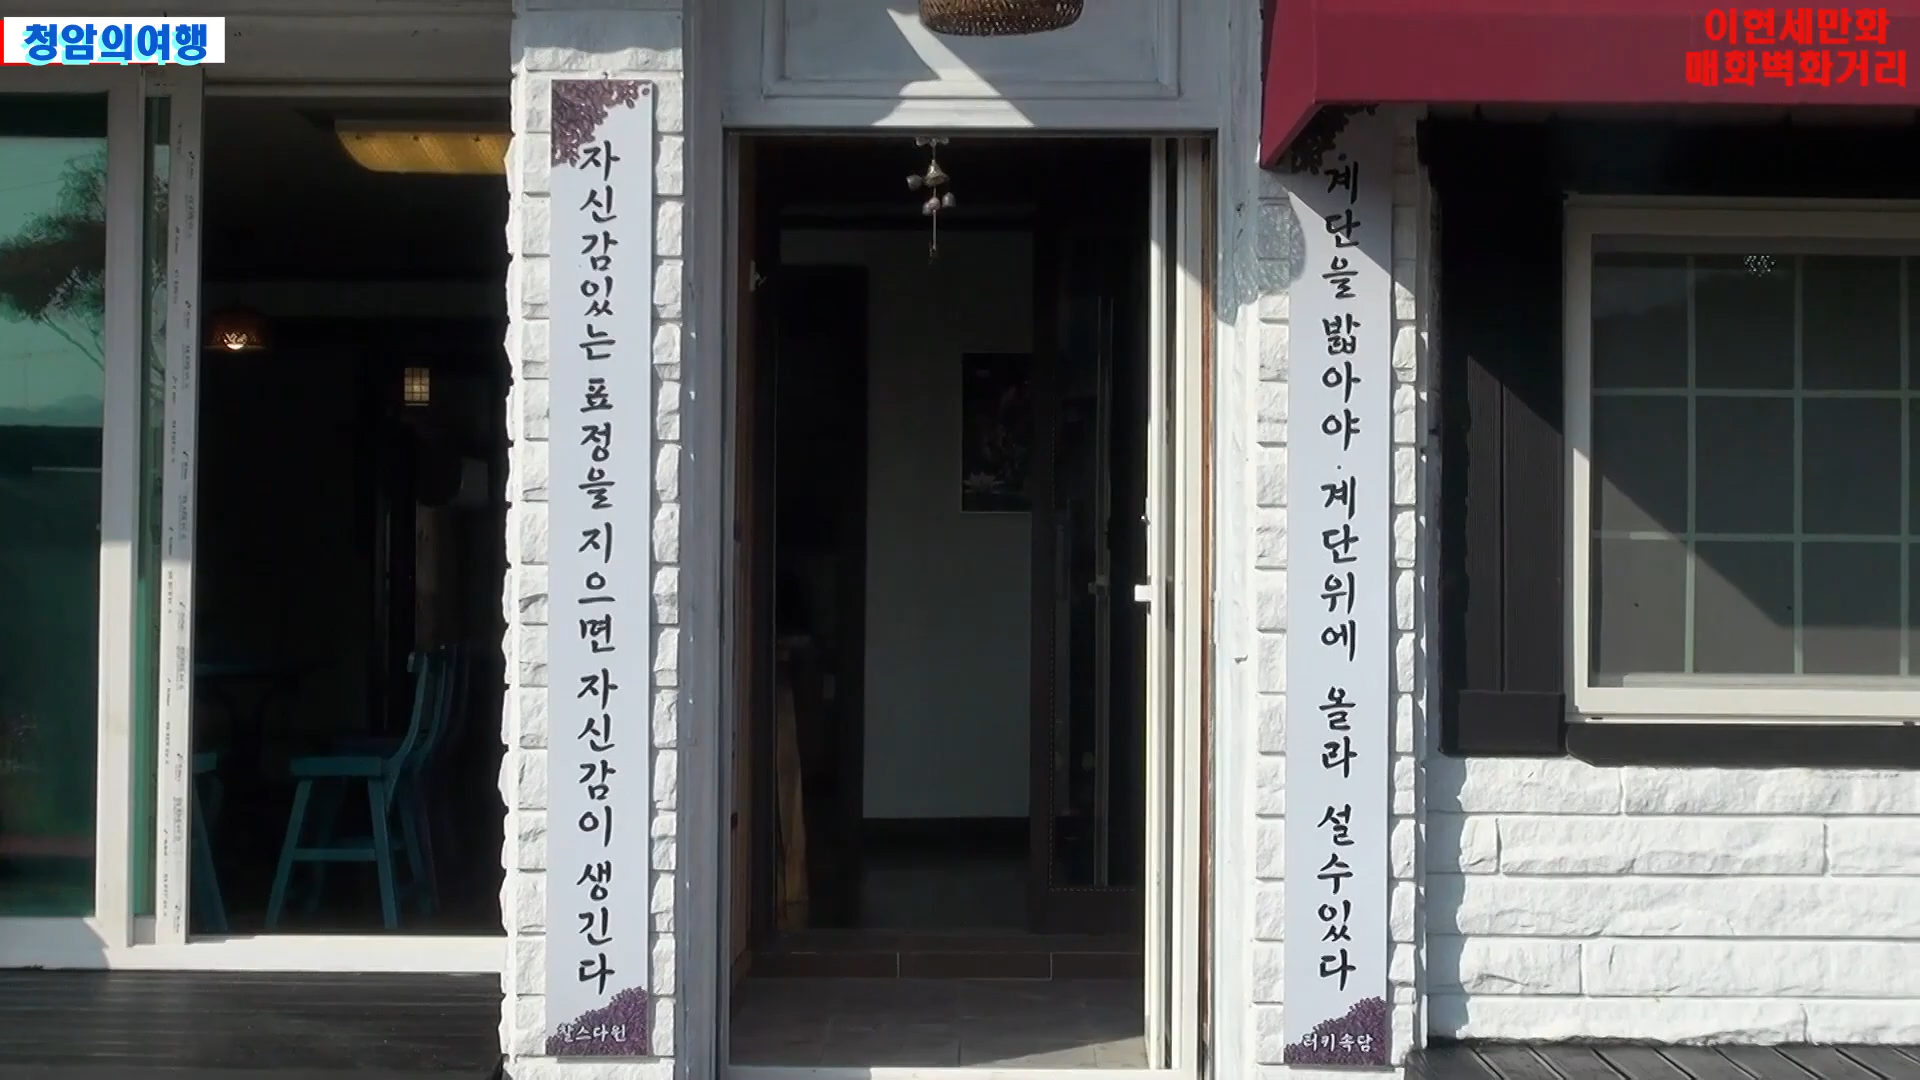 청암의여행
이현세만화
매화벽화거리
자신감있는 표정을 지으면 자신감이 생긴다
찰스다윈
계단을 밟아야 계단위에 올라 설수있다
터키속담